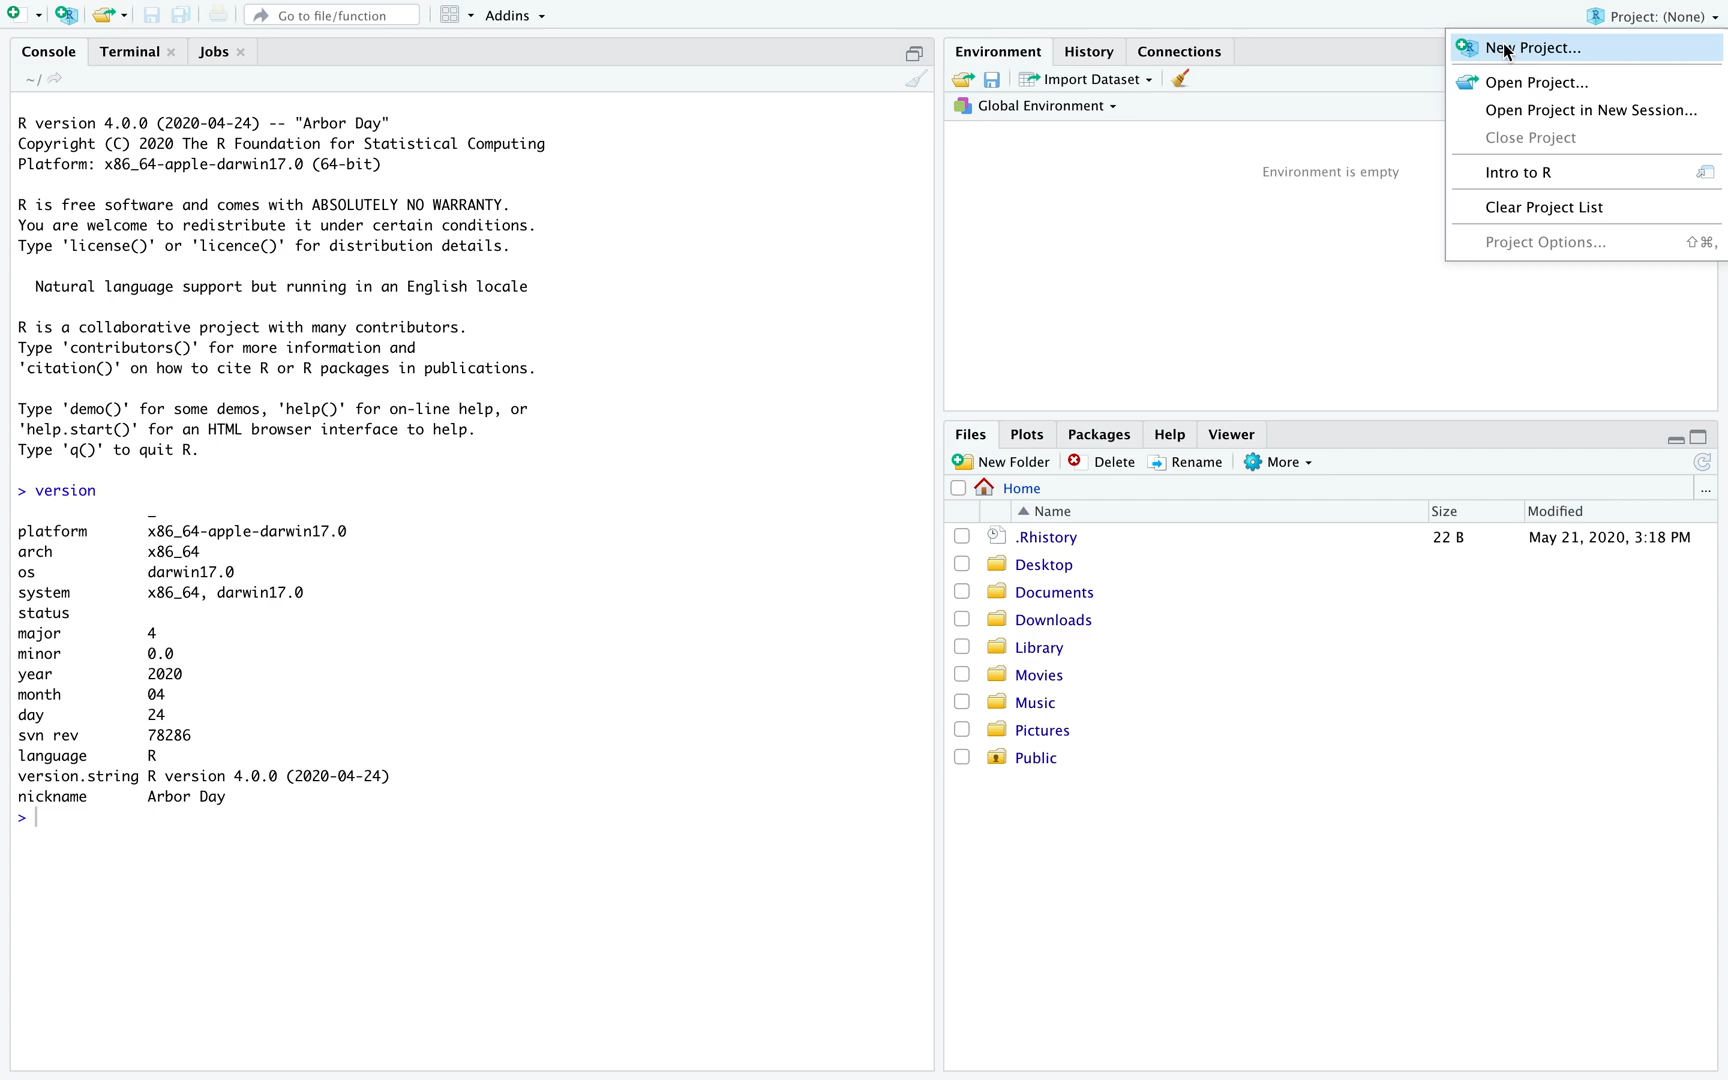 Go to file/function
Addins
Project: (None)
Console
Terminal
Jobs
~/
R version 4.0.0 (2020-04-24) -- "Arbor Day"
Copyright (C) 2020 The R Foundation for Statistical Computing
Platform: x86_64-apple-darwin17.0 (64-bit)
R is free software and comes with ABSOLUTELY NO WARRANTY.
You are welcome to redistribute it under certain conditions.
Type 'license()' or 'licence()' for distribution details.
Natural language support but running in an English locale
R is a collaborative project with many contributors.
Type 'contributors()' for more information and
'citation()' on how to cite R or R packages in publications.
Type 'demo()' for some demos, 'help()' for on-line help, or
'help.start()' for an HTML browser interface to help.
Type 'q()' to quit R.
> version
_
platform x86_64-apple-darwin17.0
arch x86_64
os darwin17.0
system x86_64, darwin17.0
status
major 4
minor 0.0
year 2020
month 04
day 24
svn rev 78286
language R
version.string R version 4.0.0 (2020-04-24)
nickname Arbor Day
>
Environment History Connections
Import Dataset
Global Environment
Environment is empty
New Project...
Open Project...
Open Project in New Session...
Close Project
Intro to R
Clear Project List
Project Options... ⇧⌘,
Files Plots Packages Help Viewer
New Folder Delete Rename More
Home ...
Name Size Modified
.Rhistory 22 B May 21, 2020, 3:18 PM
Desktop
Documents
Downloads
Library
Movies
Music
Pictures
Public